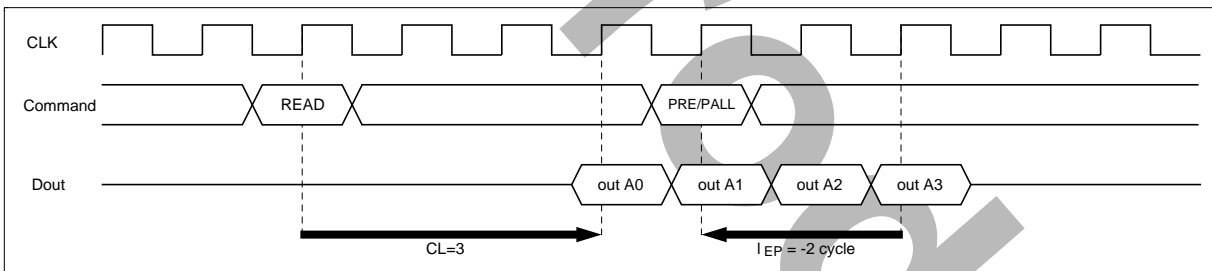 CLK
Command
READ
PRE/PALL
Dout
out A0
out A1
out A2
out A3
CL=3
l EP = -2 cycle